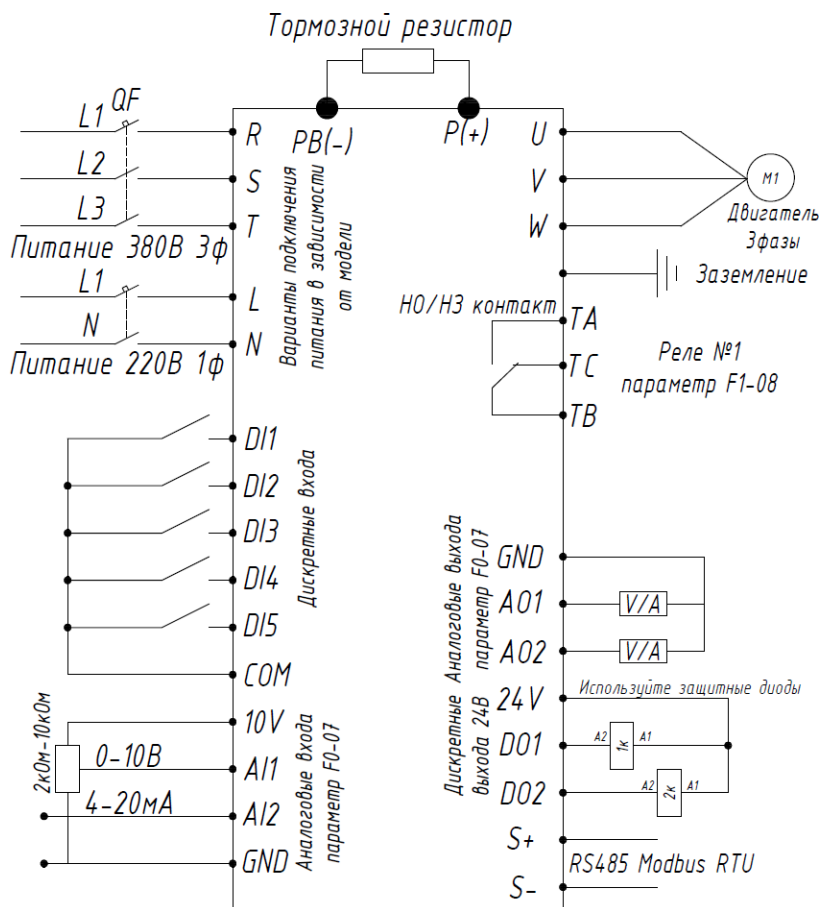 Тормозной резистор
PB(-)
P(+)
QF
L1
L2
L3
R
S
T
Питание 380В 3ф
L1
N
L
N
Питание 220В 1ф
Варианты подключения
питания в зависимости
от модели
U
V
W
M1
Двигатель
3фазы
Заземление
НО/НЗ контакт
TA
TC
TB
Реле №1
параметр F1-08
DI1
DI2
DI3
DI4
DI5
COM
Дискретные входа
10V
AI1
AI2
GND
2кОм-10кОм
0-10В
4-20мА
Аналоговые входа
параметр F0-07
GND
AO1
AO2
V/A
V/A
Аналоговые выхода
параметр F0-07
24V
DO1
DO2
Используйте защитные диоды
Дискретные
выхода 24В
A2
1к
A1
A2
2к
A1
S+
S-
RS485 Modbus RTU